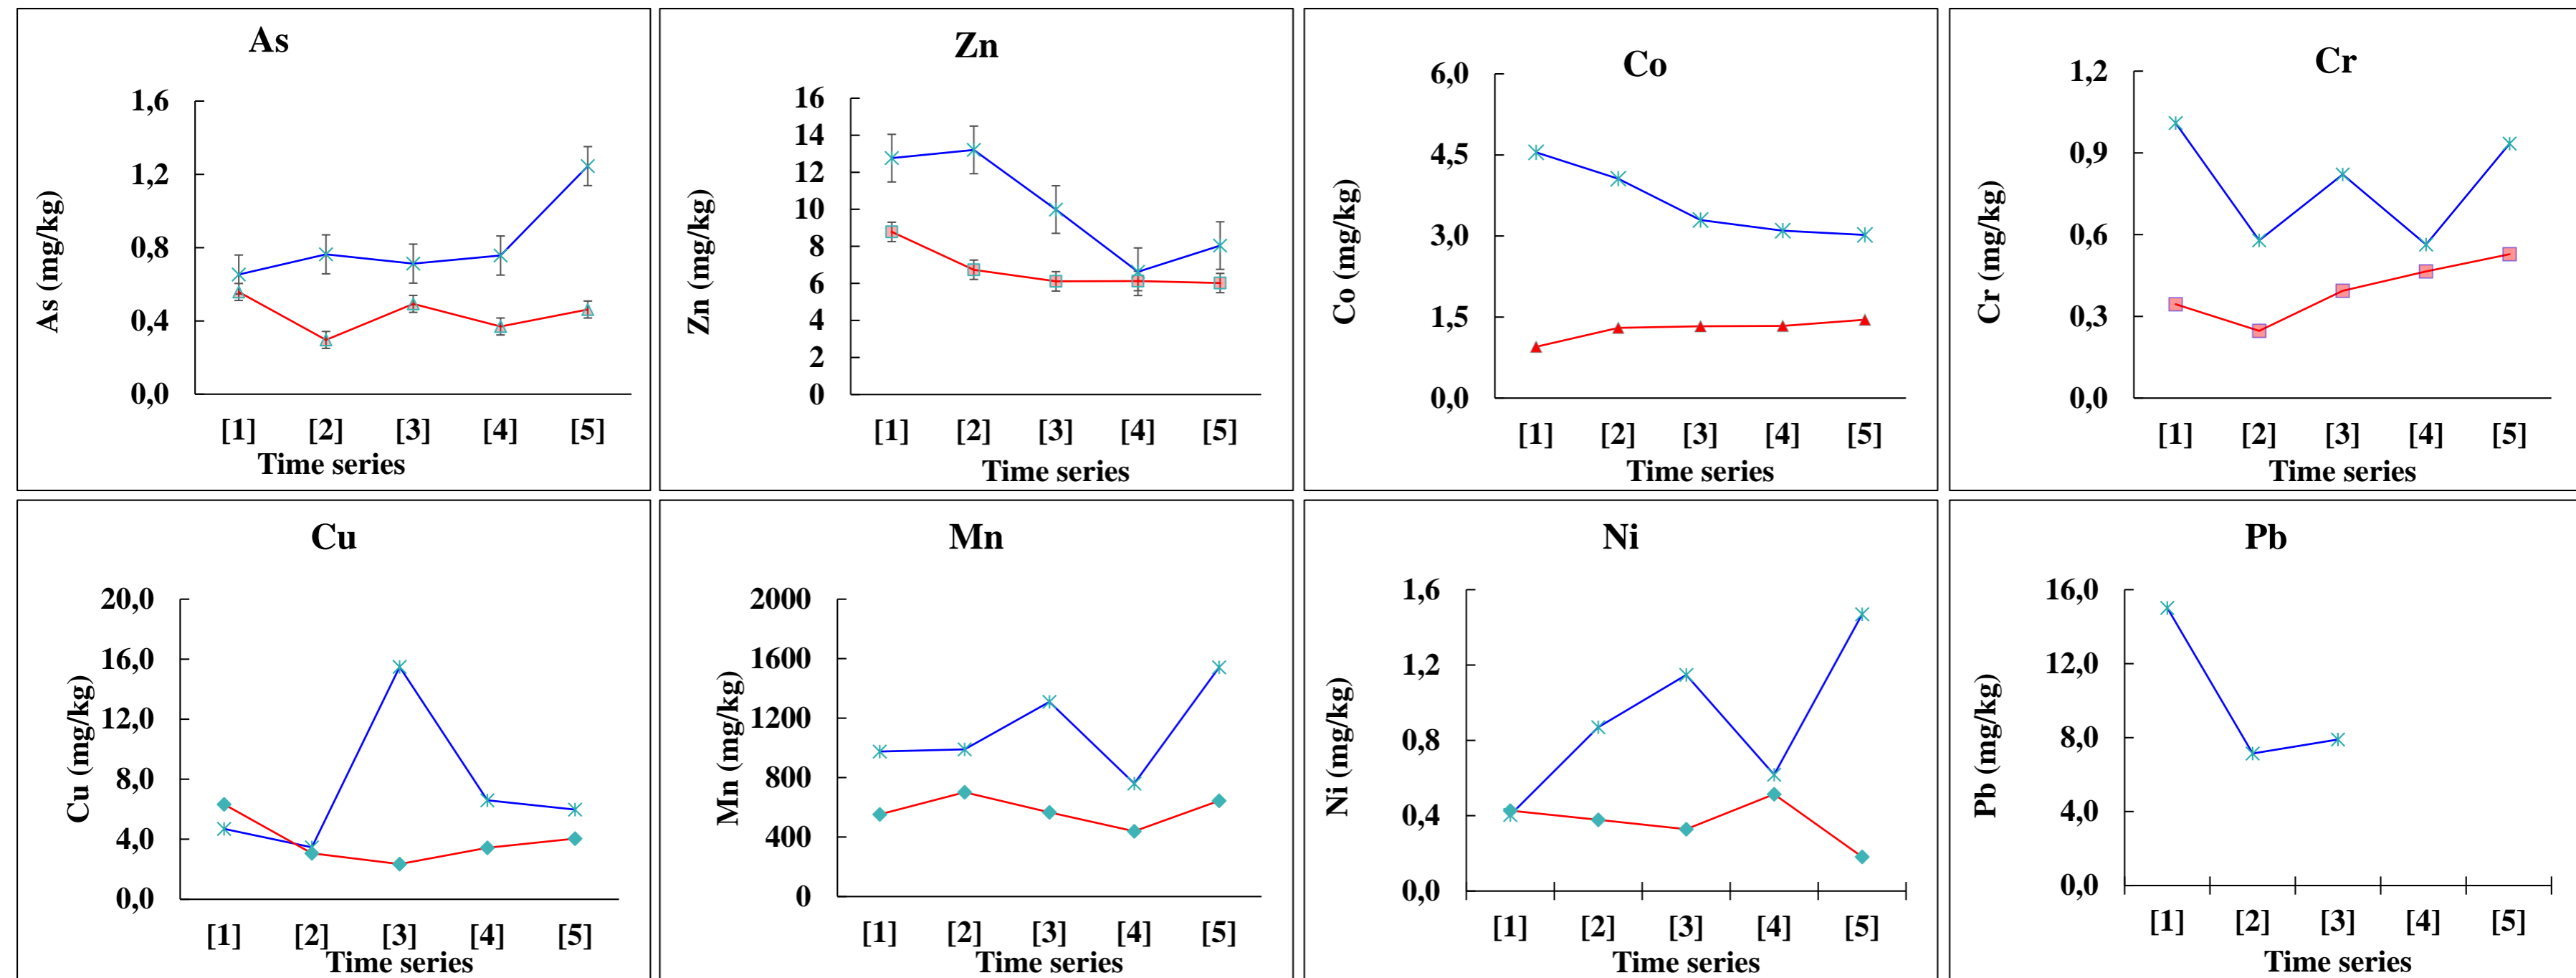 As
1,6
1,2
0,8
0,4
0,0
As (mg/kg)
[1] [2] [3] [4] [5]
Time series
Zn
16
14
12
10
8
6
4
2
0
Zn (mg/kg)
[1] [2] [3] [4] [5]
Time series
Co
6,0
4,5
3,0
1,5
0,0
Co (mg/kg)
[1] [2] [3] [4] [5]
Time series
Cr
1,2
0,9
0,6
0,3
0,0
Cr (mg/kg)
[1] [2] [3] [4] [5]
Time series
Cu
20,0
16,0
12,0
8,0
4,0
0,0
Cu (mg/kg)
[1] [2] [3] [4] [5]
Time series
Mn
2000
1600
1200
800
400
0
Mn (mg/kg)
[1] [2] [3] [4] [5]
Time series
Ni
1,6
1,2
0,8
0,4
0,0
Ni (mg/kg)
[1] [2] [3] [4] [5]
Time series
Pb
16,0
12,0
8,0
4,0
0,0
Pb (mg/kg)
[1] [2] [3] [4] [5]
Time series